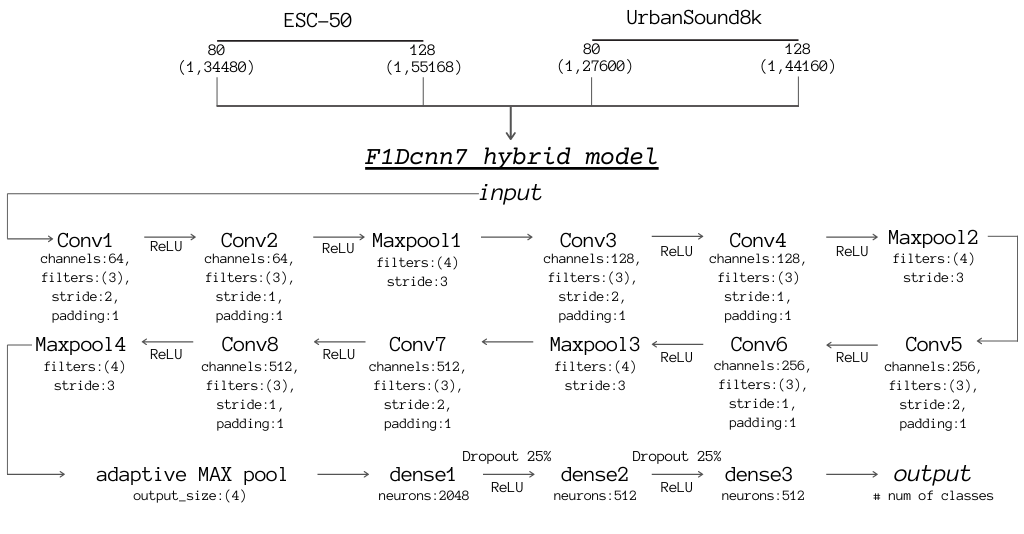 ESC-50
UrbanSound8k
80 128 80 128
(1,34480) (1,55168) (1,27600) (1,44160)
F1Dcnn7 hybrid model
input
Conv1 ReLU Conv2 ReLU Maxpool1 Conv3 ReLU Conv4 ReLU Maxpool2
channels:64, channels:64, filters:(4) channels:128, channels:128, filters:(4)
filters:(3), filters:(3), stride:3 filters:(3), filters:(3) stride:3
stride:2, stride:1, stride:2, stride:1,
padding:1 padding:1 padding:1 padding:1
Maxpool4 ReLU Conv8 ReLU Conv7 Maxpool3 ReLU Conv6 ReLU Conv5
filters:(4) channels:512, channels:512, filters:(4) channels:256, channels:256,
stride:3 filters:(3), filters:(3), stride:3 filters:(3), filters:(3),
stride:1, stride:2, stride:1, stride:2,
padding:1 padding:1 padding:1 padding:1
Dropout 25% Dropout 25%
adaptive MAX pool dense1 ReLU dense2 ReLU dense3 output
output_size:(4) neurons:2048 neurons:512 neurons:512 # num of classes